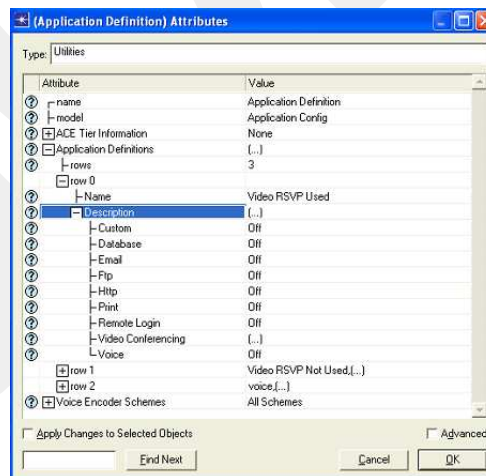 (Application Definition) Attributes
Type: Utilities
Attribute Value
name Application Definition
model Application Config
ACE Tier Information None
Application Definitions (...)
rows 3
row 0
Name Video RSVP Used
Description (...)
Custom Off
Database Off
Email Off
Ftp Off
Http Off
Print Off
Remote Login Off
Video Conferencing (...)
Voice Off
row 1 Video RSVP Not Used,(...)
row 2 voice,(...)
Voice Encoder Schemes All Schemes
Apply Changes to Selected Objects Advanced
Find Next Cancel OK